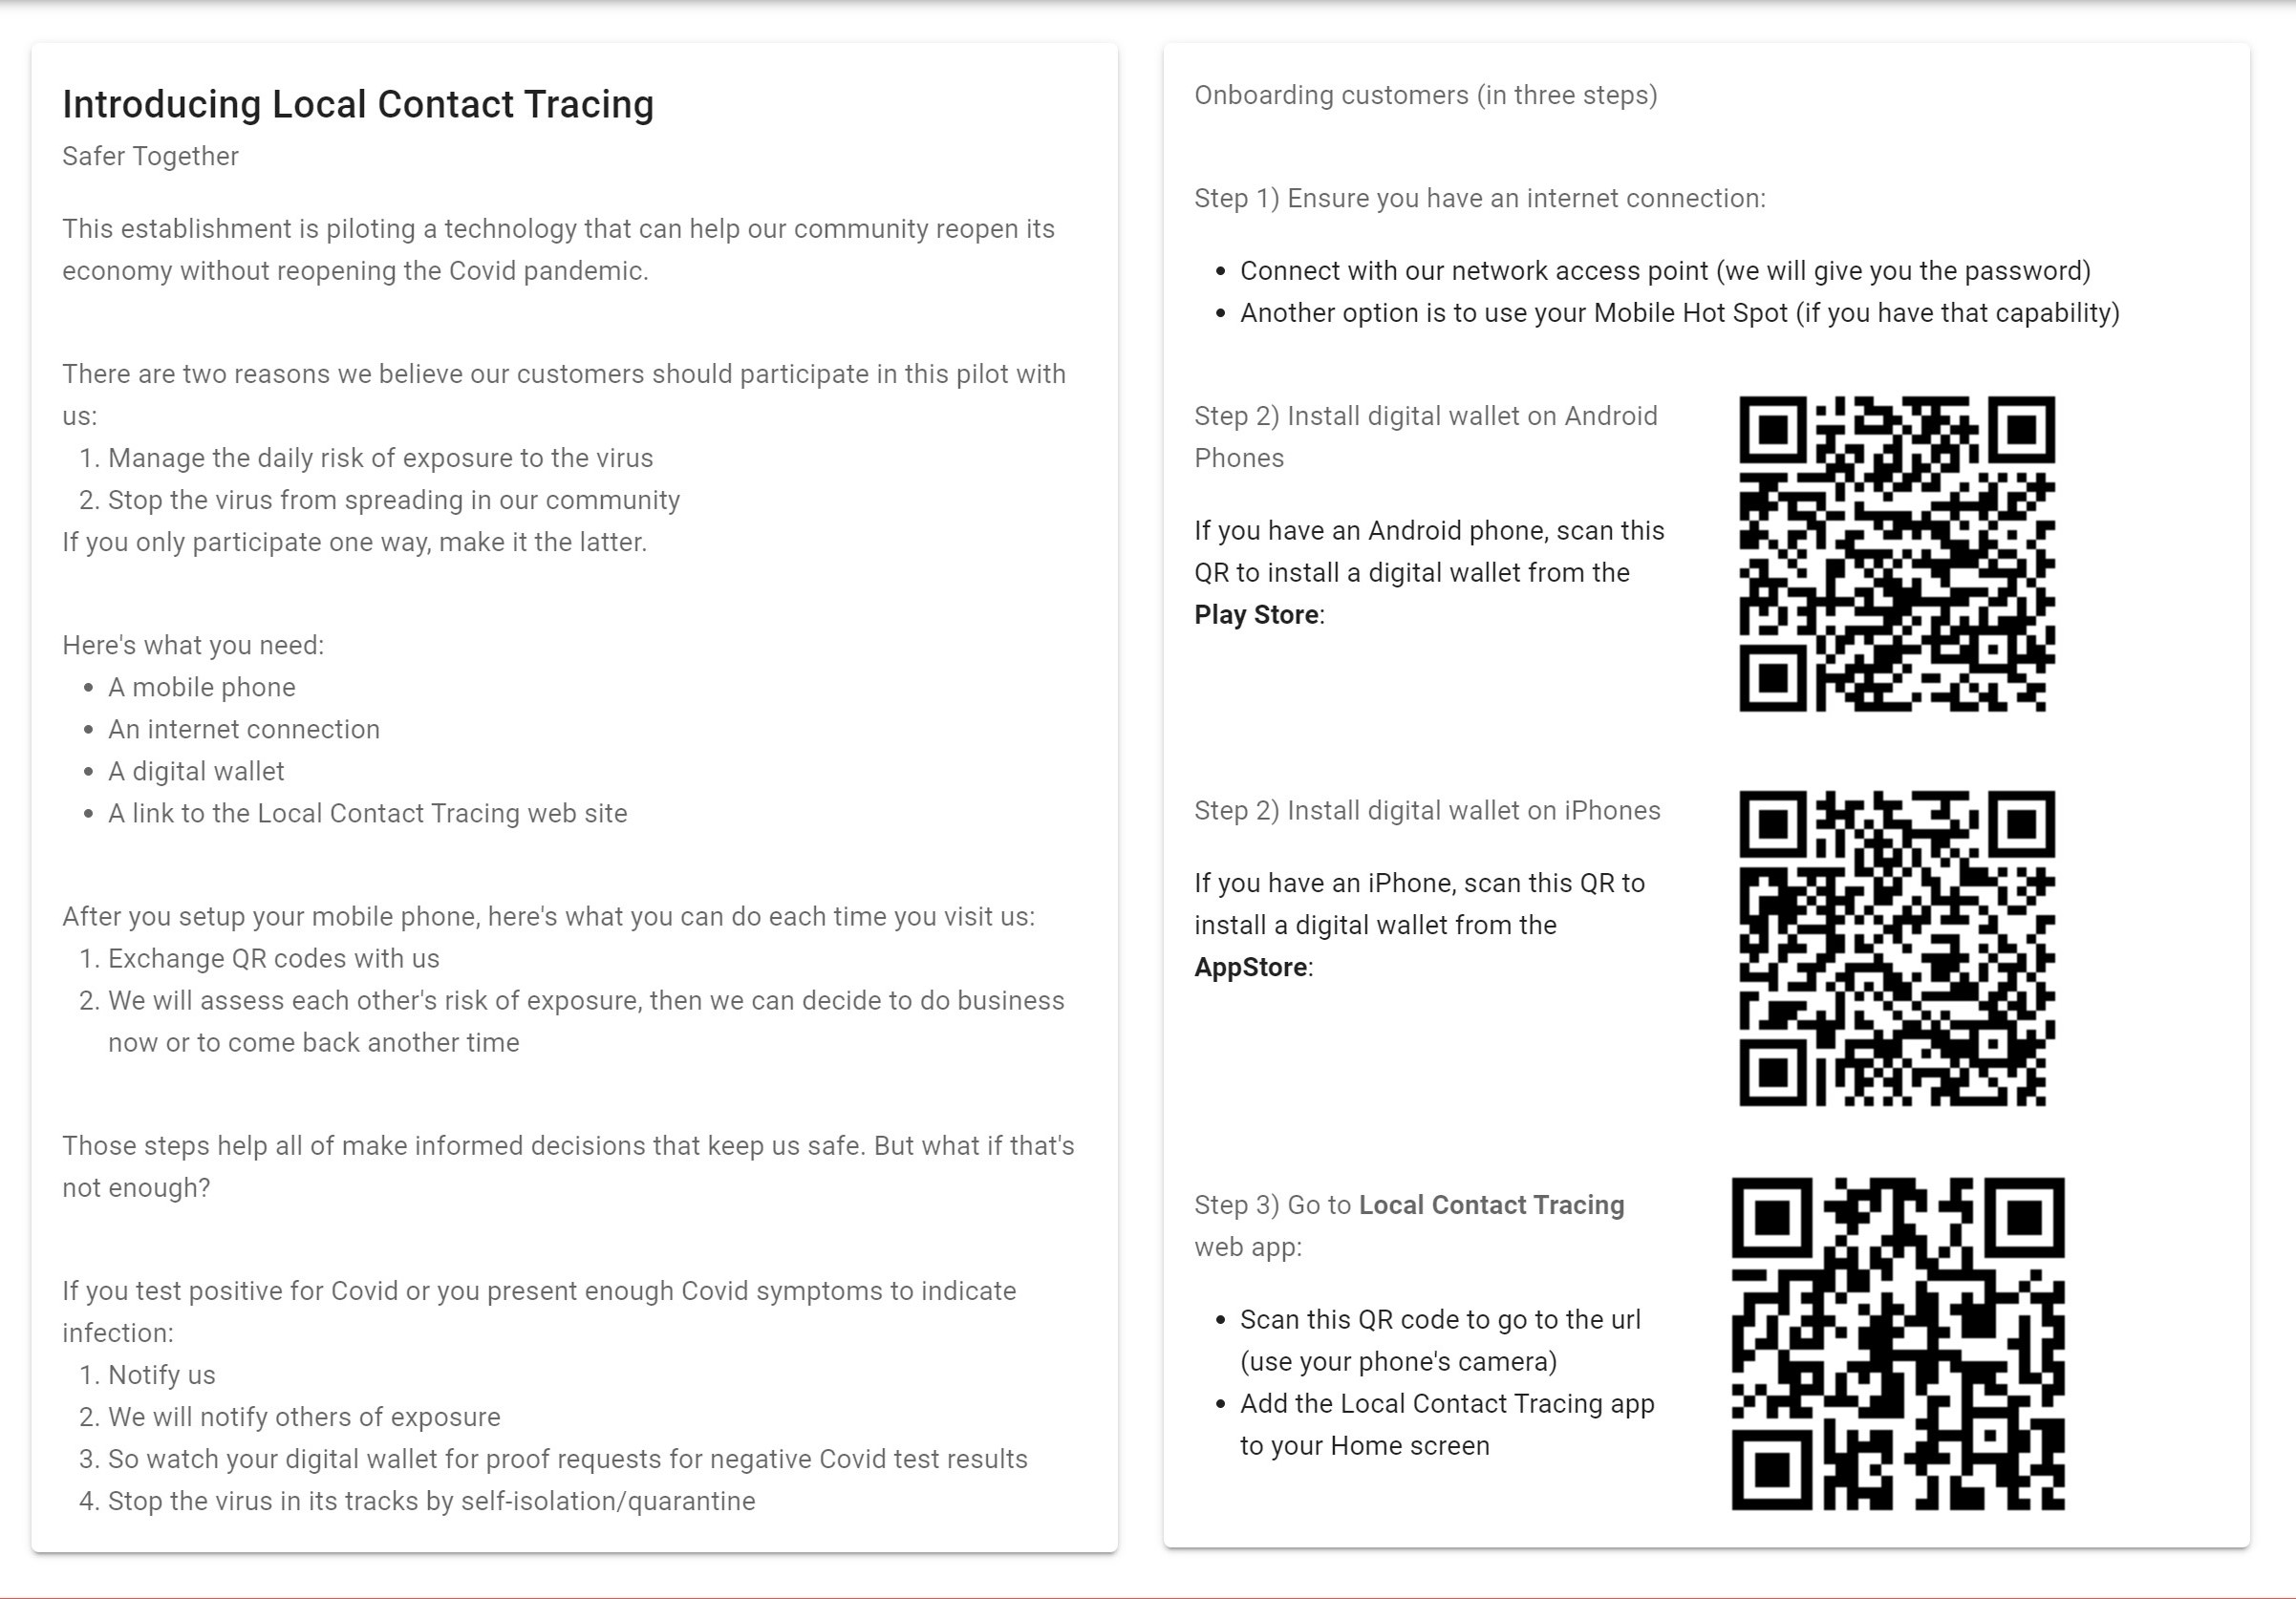 Introducing Local Contact Tracing
Safer Together
This establishment is piloting a technology that can help our community reopen its
economy without reopening the Covid pandemic.
There are two reasons we believe our customers should participate in this pilot with
us:
1. Manage the daily risk of exposure to the virus
2. Stop the virus from spreading in our community
If you only participate one way, make it the latter.
Here's what you need:
• A mobile phone
• An internet connection
• A digital wallet
• A link to the Local Contact Tracing web site
After you setup your mobile phone, here's what you can do each time you visit us:
1. Exchange QR codes with us
2. We will assess each other's risk of exposure, then we can decide to do business
now or to come back another time
Those steps help all of make informed decisions that keep us safe. But what if that's
not enough?
If you test positive for Covid or you present enough Covid symptoms to indicate
infection:
1. Notify us
2. We will notify others of exposure
3. So watch your digital wallet for proof requests for negative Covid test results
4. Stop the virus in its tracks by self-isolation/quarantine
Onboarding customers (in three steps)
Step 1) Ensure you have an internet connection:
• Connect with our network access point (we will give you the password)
• Another option is to use your Mobile Hot Spot (if you have that capability)
Step 2) Install digital wallet on Android
Phones
If you have an Android phone, scan this
QR to install a digital wallet from the
Play Store:
Step 2) Install digital wallet on iPhones
If you have an iPhone, scan this QR to
install a digital wallet from the
AppStore:
Step 3) Go to Local Contact Tracing
web app:
• Scan this QR code to go to the url
(use your phone's camera)
• Add the Local Contact Tracing app
to your Home screen